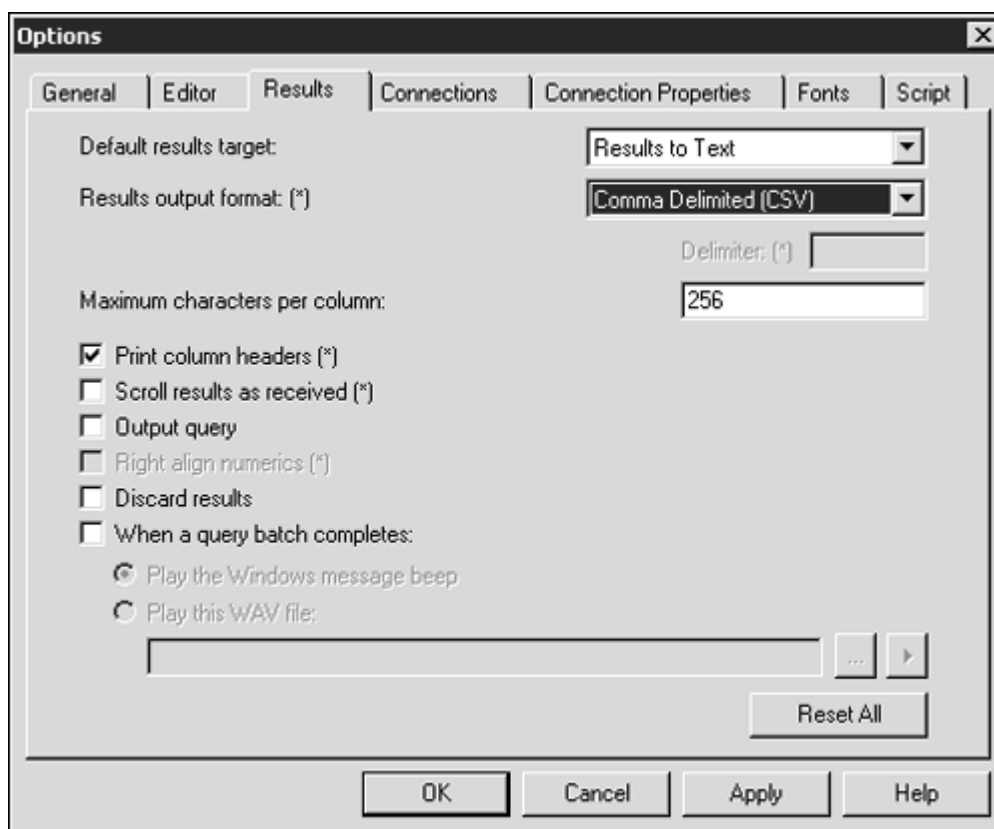 Options
General Editor Results Connections Connection Properties Fonts Script
Default results target: Results to Text
Results output format: (*) Comma Delimited (CSV)
Delimiter: (*)
Maximum characters per column: 256
Print column headers (*)
Scroll results as received (*)
Output query
Right align numerics (*)
Discard results
When a query batch completes:
Play the Windows message beep
Play this WAV file:
...
Reset All
OK Cancel Apply Help